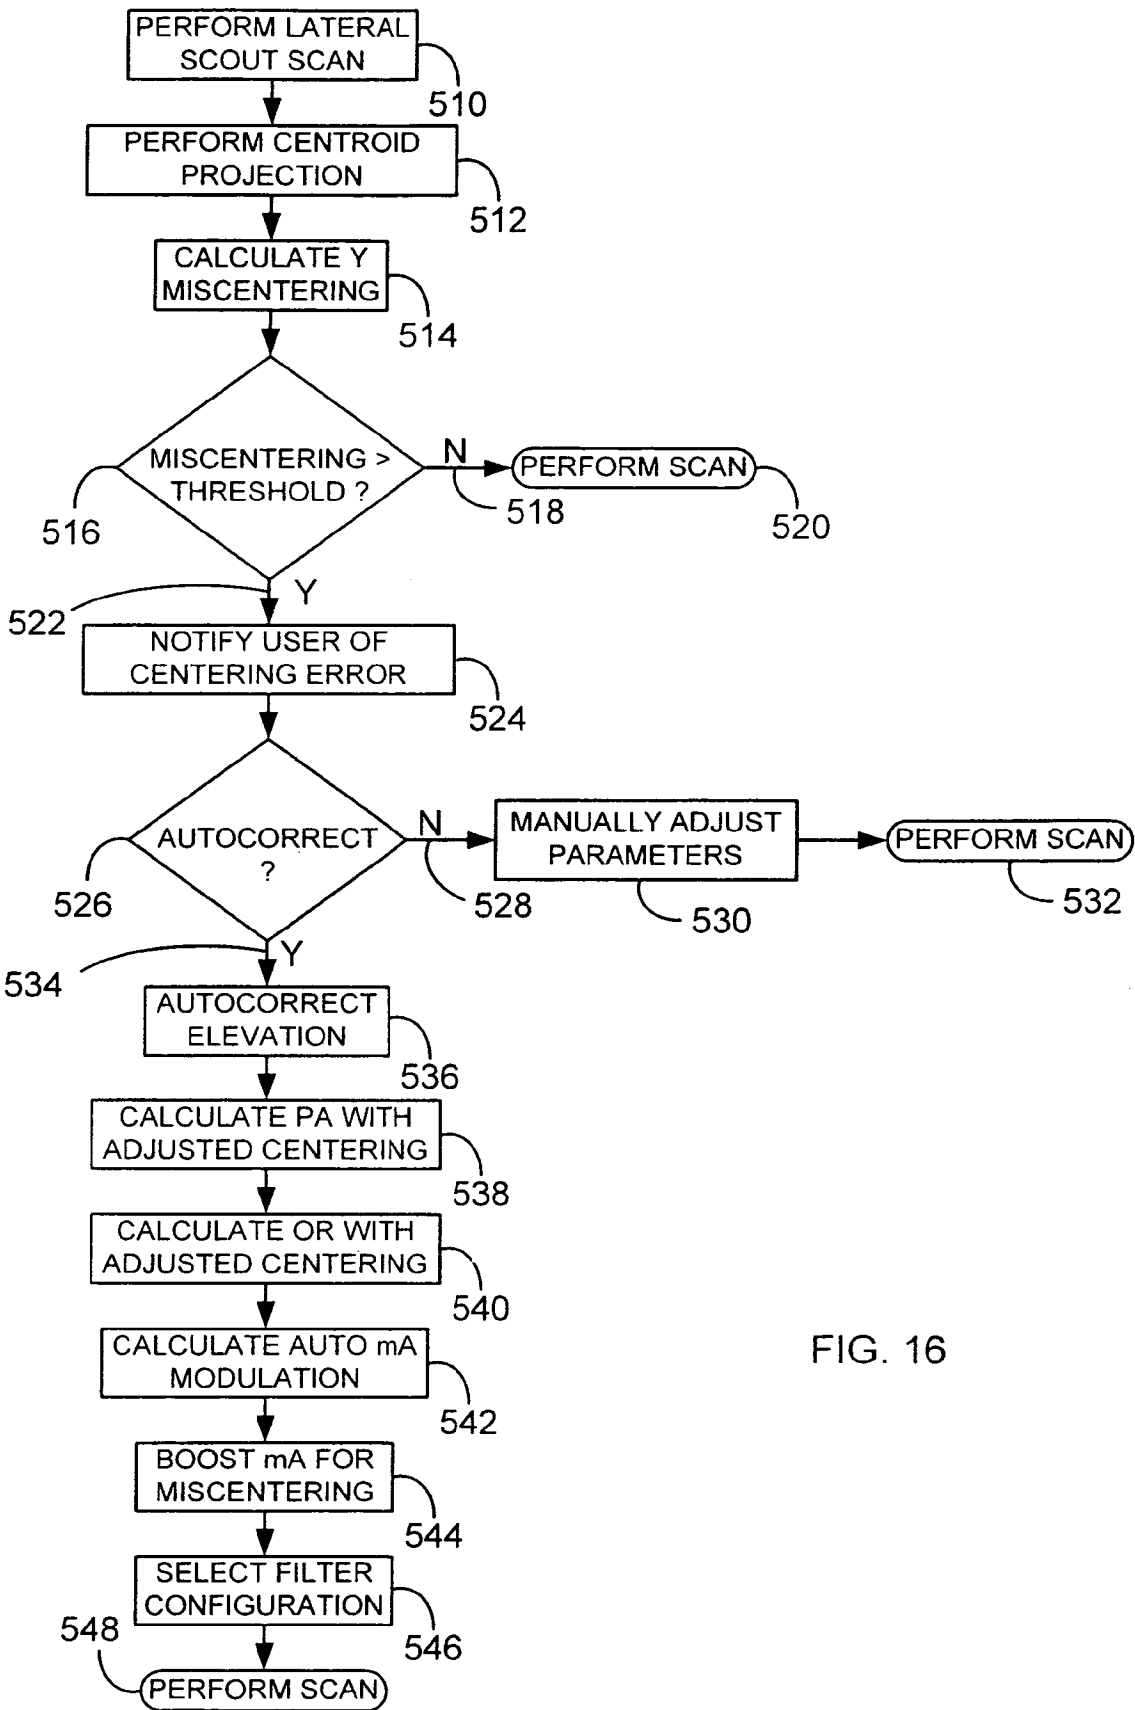 PERFORM LATERAL
SCOUT SCAN
510
PERFORM CENTROID
PROJECTION
512
CALCULATE Y
MISCENTERING
514
MISCENTERING >
THRESHOLD ?
516
N
518
PERFORM SCAN
520
522
Y
NOTIFY USER OF
CENTERING ERROR
524
AUTOCORRECT
?
526
N
528
MANUALLY ADJUST
PARAMETERS
530
PERFORM SCAN
532
534
Y
AUTOCORRECT
ELEVATION
536
CALCULATE PA WITH
ADJUSTED CENTERING
538
CALCULATE OR WITH
ADJUSTED CENTERING
540
CALCULATE AUTO mA
MODULATION
542
BOOST mA FOR
MISCENTERING
544
SELECT FILTER
CONFIGURATION
546
548
PERFORM SCAN
FIG. 16